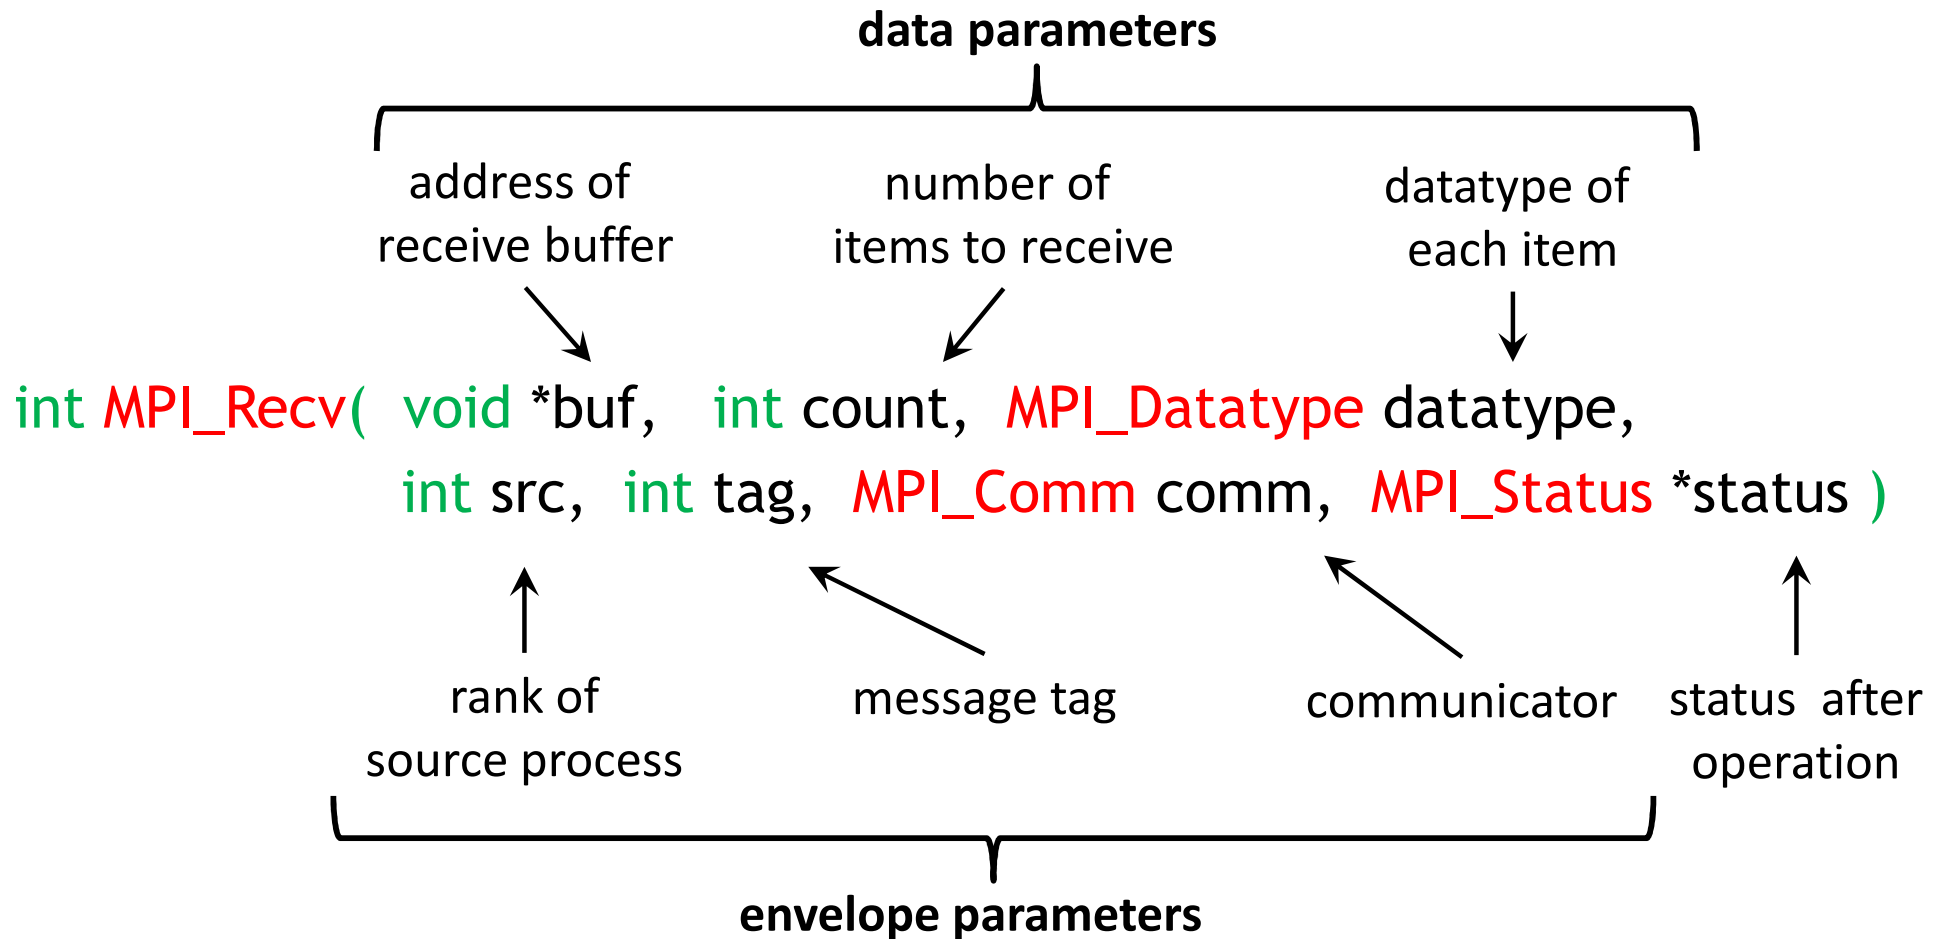 data parameters
address of
receive buffer
number of
items to receive
datatype of
each item
int MPI_Recv( void *buf, int count, MPI_Datatype datatype,
int src, int tag, MPI_Comm comm, MPI_Status *status )
rank of
source process
message tag
communicator
status after
operation
envelope parameters